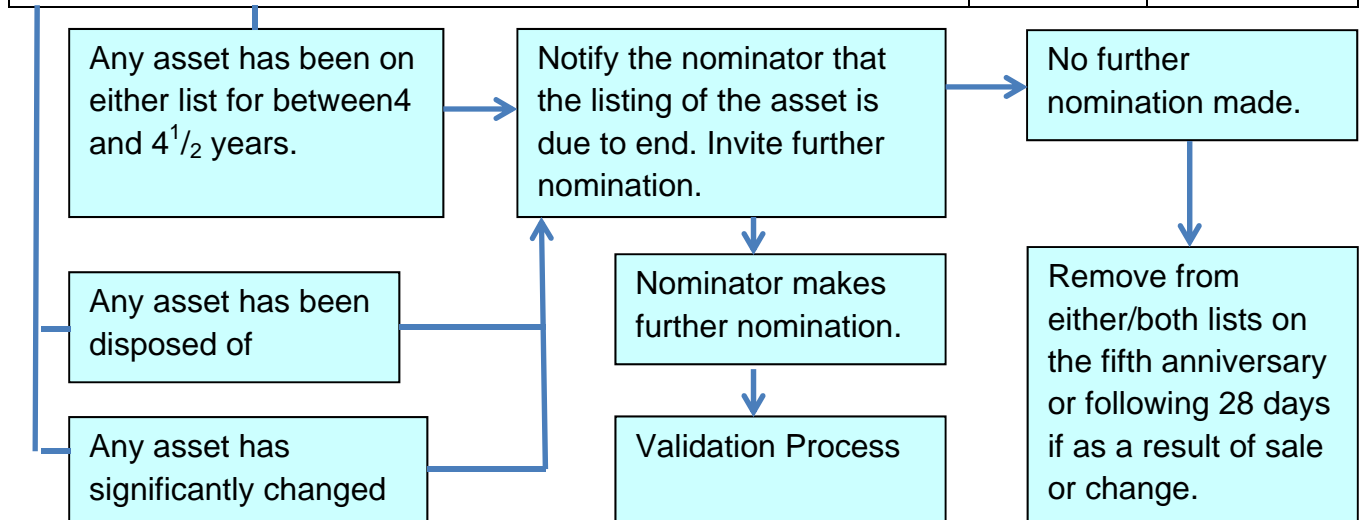 Any asset has been on
either list for between4
and 4¹/₂ years.
Notify the nominator that
the listing of the asset is
due to end. Invite further
nomination.
No further
nomination made.
Any asset has been
disposed of
Nominator makes
further nomination.
Remove from
either/both lists on
the fifth anniversary
or following 28 days
if as a result of sale
or change.
Any asset has
significantly changed
Validation Process